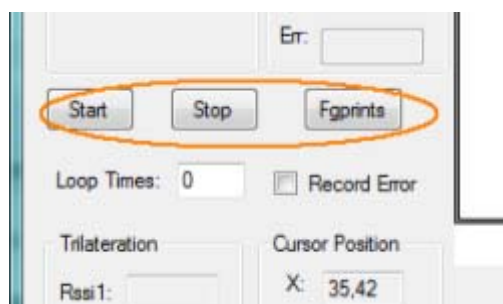 Err:
Start Stop Fgprints
Loop Times: 0 Record Error
Trilateration Cursor Position
Rssi1: X: 35,42